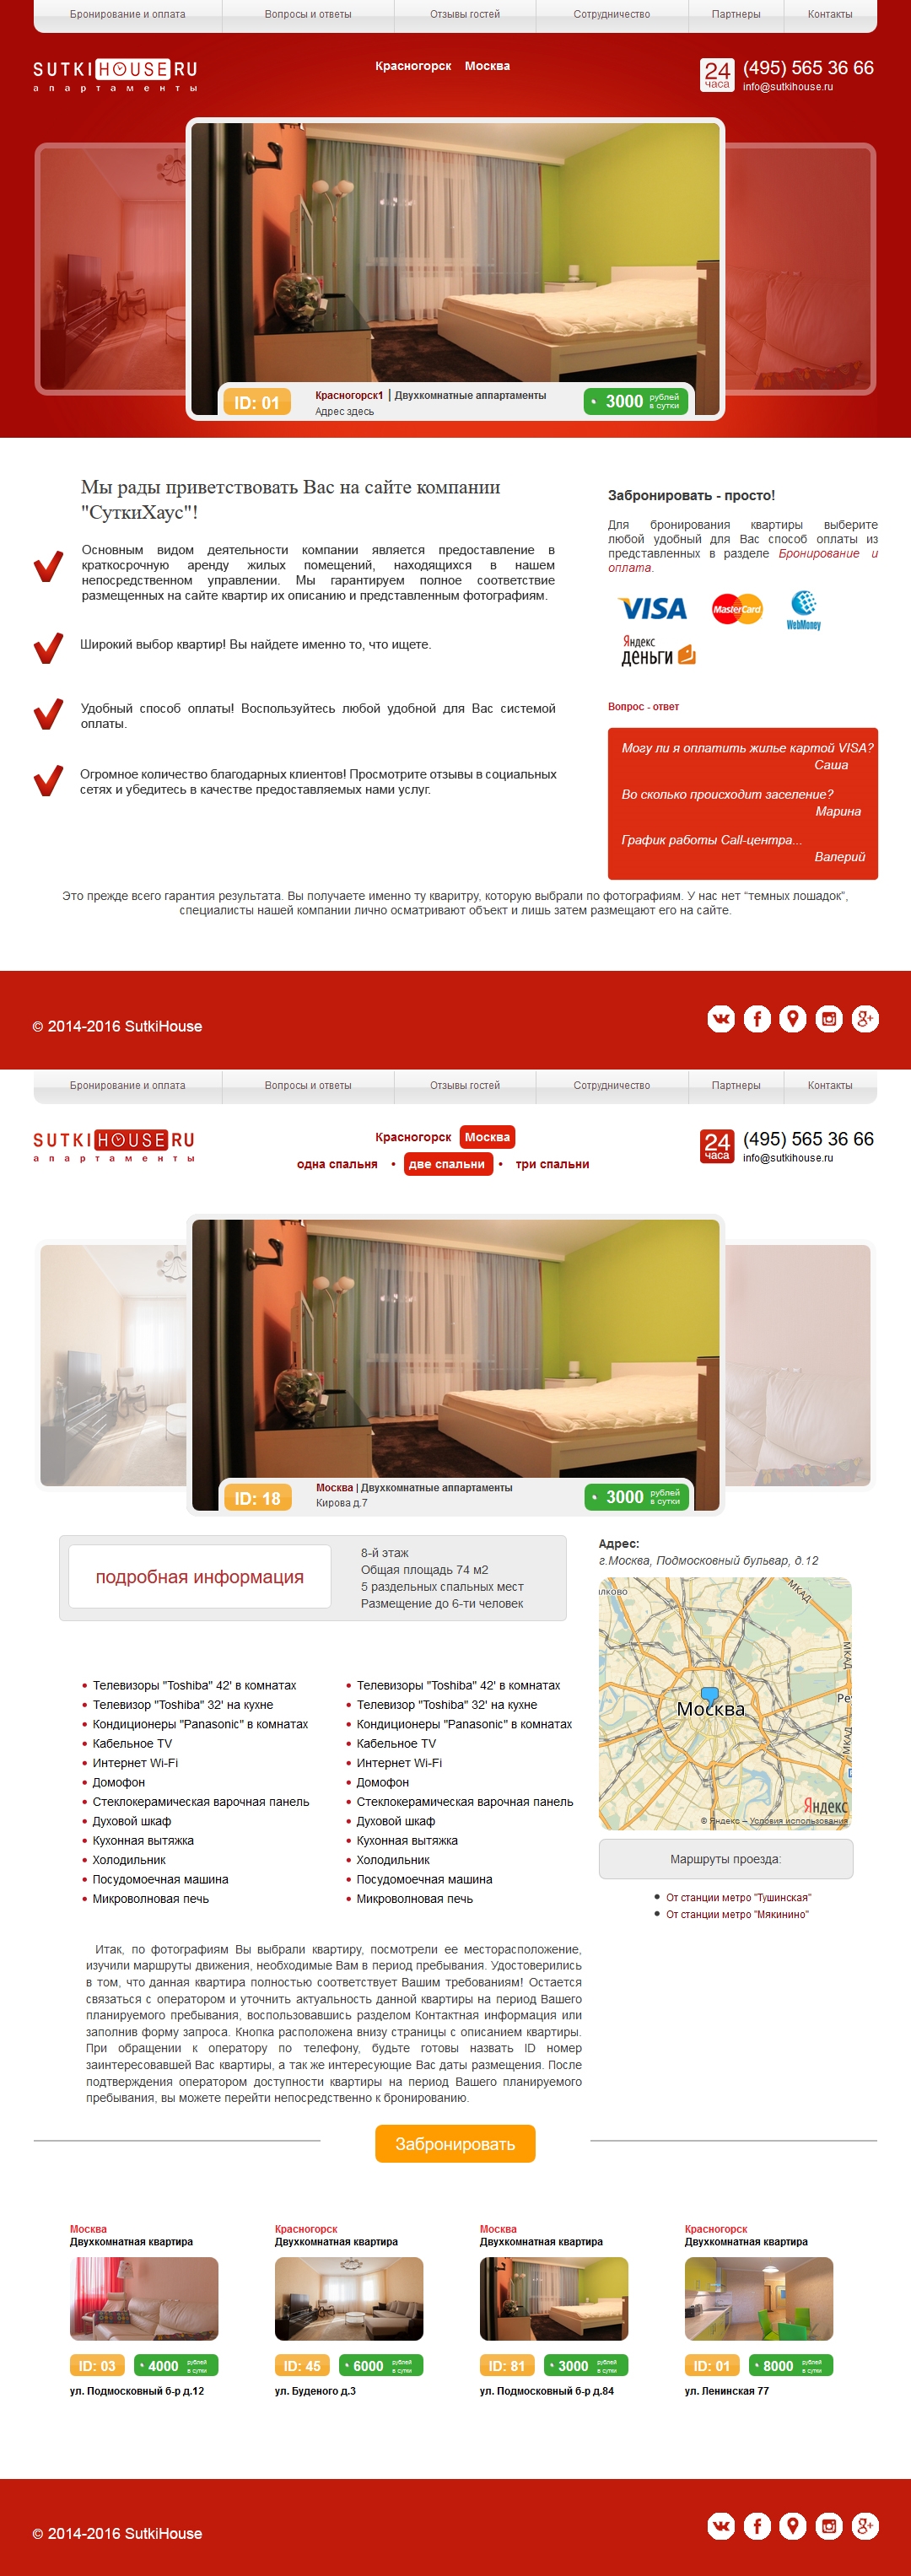 Бронирование и оплата Вопросы и ответы Отзывы гостей Сотрудничество Партнеры Контакты
SUTKI HOUSE RU
апартаменты
Красногорск Москва
24 часа
(495) 565 36 66
info@sutkihouse.ru
ID: 01
Красногорск1 | Двухкомнатные аппартаменты
Адрес здесь
3000 рублей в сутки
Мы рады приветствовать Вас на сайте компании
"СуткиХаус"!
Основным видом деятельности компании является предоставление в
краткосрочную аренду жилых помещений, находящихся в нашем
непосредственном управлении. Мы гарантируем полное соответствие
размещенных на сайте квартир их описанию и представленным фотографиям.
Широкий выбор квартир! Вы найдете именно то, что ищете.
Удобный способ оплаты! Воспользуйтесь любой удобной для Вас системой
оплаты.
Огромное количество благодарных клиентов! Просмотрите отзывы в социальных
сетях и убедитесь в качестве предоставляемых нами услуг.
Забронировать - просто!
Для бронирования квартиры выберите
любой удобный для Вас способ оплаты из
представленных в разделе Бронирование и
оплата.
VISA MasterCard WebMoney
Яндекс
деньги
Вопрос - ответ
Могу ли я оплатить жилье картой VISA?
Саша
Во сколько происходит заселение?
Марина
График работы Call-центра...
Валерий
Это прежде всего гарантия результата. Вы получаете именно ту кваритру, которую выбрали по фотографиям. У нас нет “темных лошадок”,
специалисты нашей компании лично осматривают объект и лишь затем размещают его на сайте.
© 2014-2016 SutkiHouse
Бронирование и оплата Вопросы и ответы Отзывы гостей Сотрудничество Партнеры Контакты
SUTKI HOUSE RU
апартаменты
Красногорск Москва
одна спальня • две спальни • три спальни
24 часа
(495) 565 36 66
info@sutkihouse.ru
ID: 18
Москва | Двухкомнатные аппартаменты
Кирова д.7
3000 рублей в сутки
подробная информация
8-й этаж
Общая площадь 74 м2
5 раздельных спальных мест
Размещение до 6-ти человек
Адрес:
г.Москва, Подмосковный бульвар, д.12
лково
МКАД
МКАД
Москва
Ре
МКАД
Яндекс
© Яндекс – Условия использования
Маршруты проезда:
От станции метро "Тушинская"
От станции метро "Мякинино"
Телевизоры "Toshiba" 42' в комнатах
Телевизор "Toshiba" 32' на кухне
Кондиционеры "Panasonic" в комнатах
Кабельное TV
Интернет Wi-Fi
Домофон
Стеклокерамическая варочная панель
Духовой шкаф
Кухонная вытяжка
Холодильник
Посудомоечная машина
Микроволновая печь
Телевизоры "Toshiba" 42' в комнатах
Телевизор "Toshiba" 32' на кухне
Кондиционеры "Panasonic" в комнатах
Кабельное TV
Интернет Wi-Fi
Домофон
Стеклокерамическая варочная панель
Духовой шкаф
Кухонная вытяжка
Холодильник
Посудомоечная машина
Микроволновая печь
Итак, по фотографиям Вы выбрали квартиру, посмотрели ее месторасположение,
изучили маршруты движения, необходимые Вам в период пребывания. Удостоверились
в том, что данная квартира полностью соответствует Вашим требованиям! Остается
связаться с оператором и уточнить актуальность данной квартиры на период Вашего
планируемого пребывания, воспользовавшись разделом Контактная информация или
заполнив форму запроса. Кнопка расположена внизу страницы с описанием квартиры.
При обращении к оператору по телефону, будьте готовы назвать ID номер
заинтересовавшей Вас квартиры, а так же интересующие Вас даты размещения. После
подтверждения оператором доступности квартиры на период Вашего планируемого
пребывания, вы можете перейти непосредственно к бронированию.
Забронировать
Москва
Двухкомнатная квартира
ID: 03 4000 рублей в сутки
ул. Подмосковный б-р д.12
Красногорск
Двухкомнатная квартира
ID: 45 6000 рублей в сутки
ул. Буденого д.3
Москва
Двухкомнатная квартира
ID: 81 3000 рублей в сутки
ул. Подмосковный б-р д.84
Красногорск
Двухкомнатная квартира
ID: 01 8000 рублей в сутки
ул. Ленинская 77
© 2014-2016 SutkiHouse